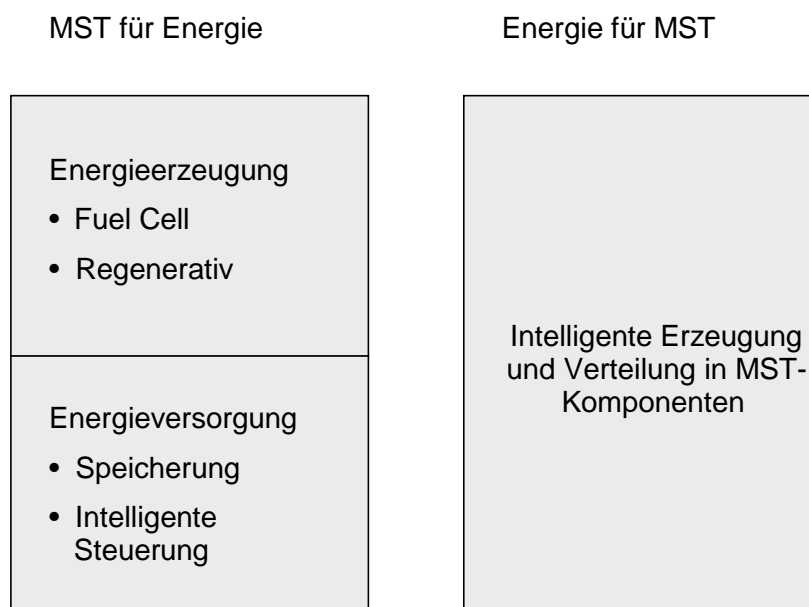 MST für Energie
Energie für MST
Energieerzeugung
• Fuel Cell
• Regenerativ
Energieversorgung
• Speicherung
• Intelligente
Steuerung
Intelligente Erzeugung
und Verteilung in MST-
Komponenten